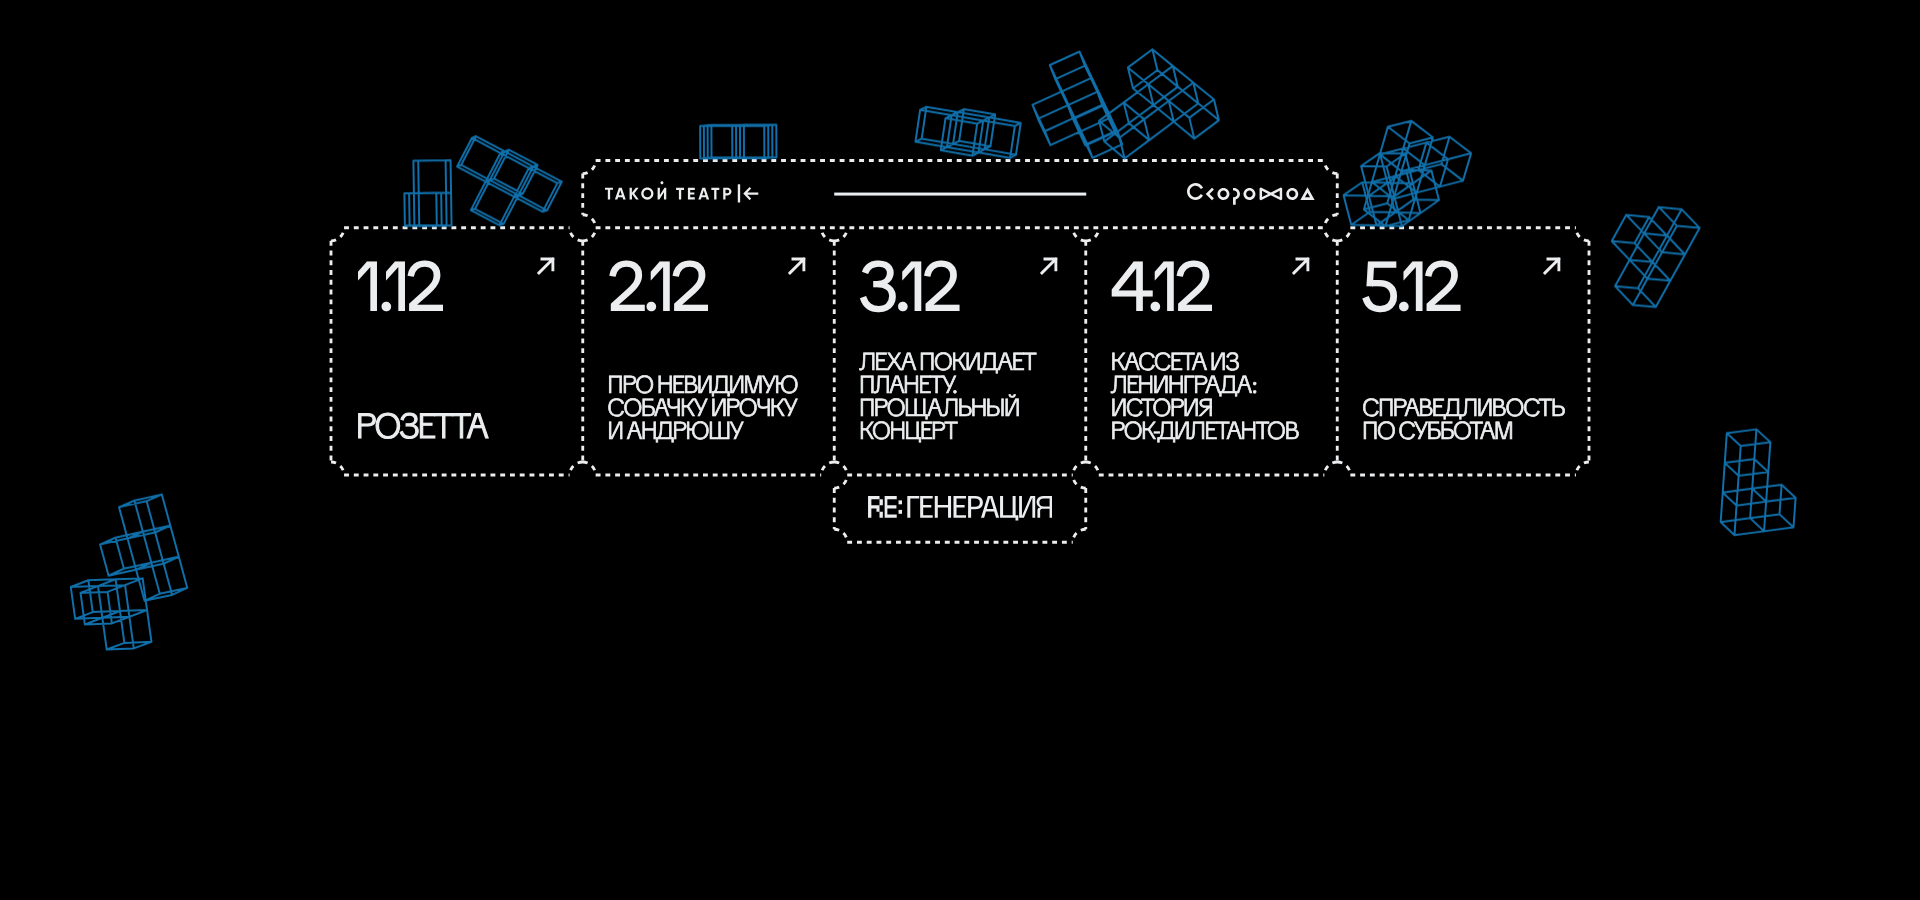 ТАКОЙ ТЕАТР
Скороход
1.12
РОЗЕТТА
2.12
ПРО НЕВИДИМУЮ
СОБАЧКУ ИРОЧКУ
И АНДРЮШУ
3.12
ЛЕХА ПОКИДАЕТ
ПЛАНЕТУ.
ПРОЩАЛЬНЫЙ
КОНЦЕРТ
4.12
КАССЕТА ИЗ
ЛЕНИНГРАДА:
ИСТОРИЯ
РОК-ДИЛЕТАНТОВ
5.12
СПРАВЕДЛИВОСТЬ
ПО СУББОТАМ
RE: ГЕНЕРАЦИЯ